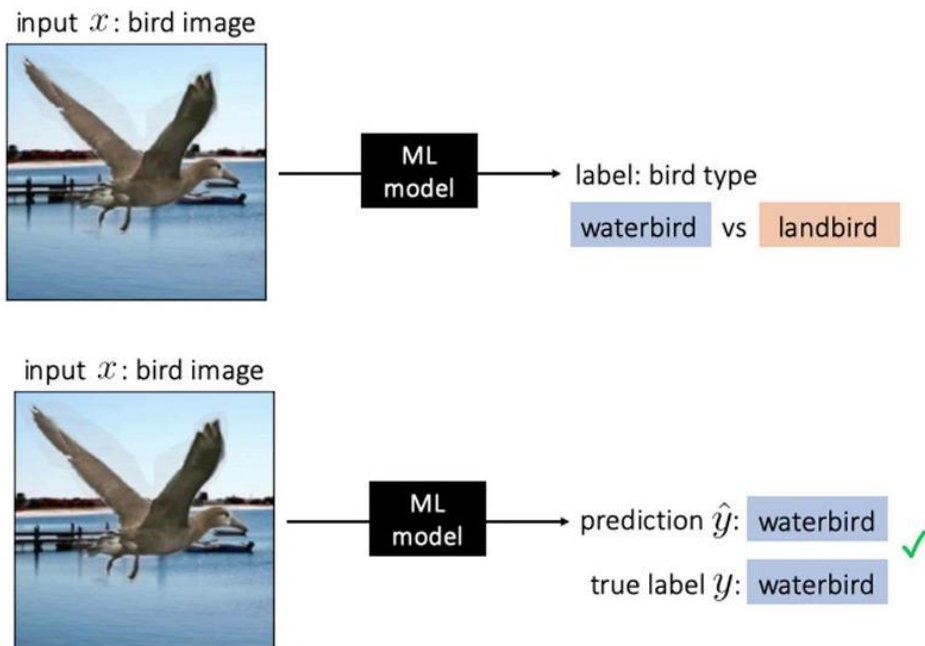 input x : bird image
ML
model
label: bird type
waterbird vs landbird
input x : bird image
ML
model
prediction ŷ: waterbird
true label y: waterbird
✓